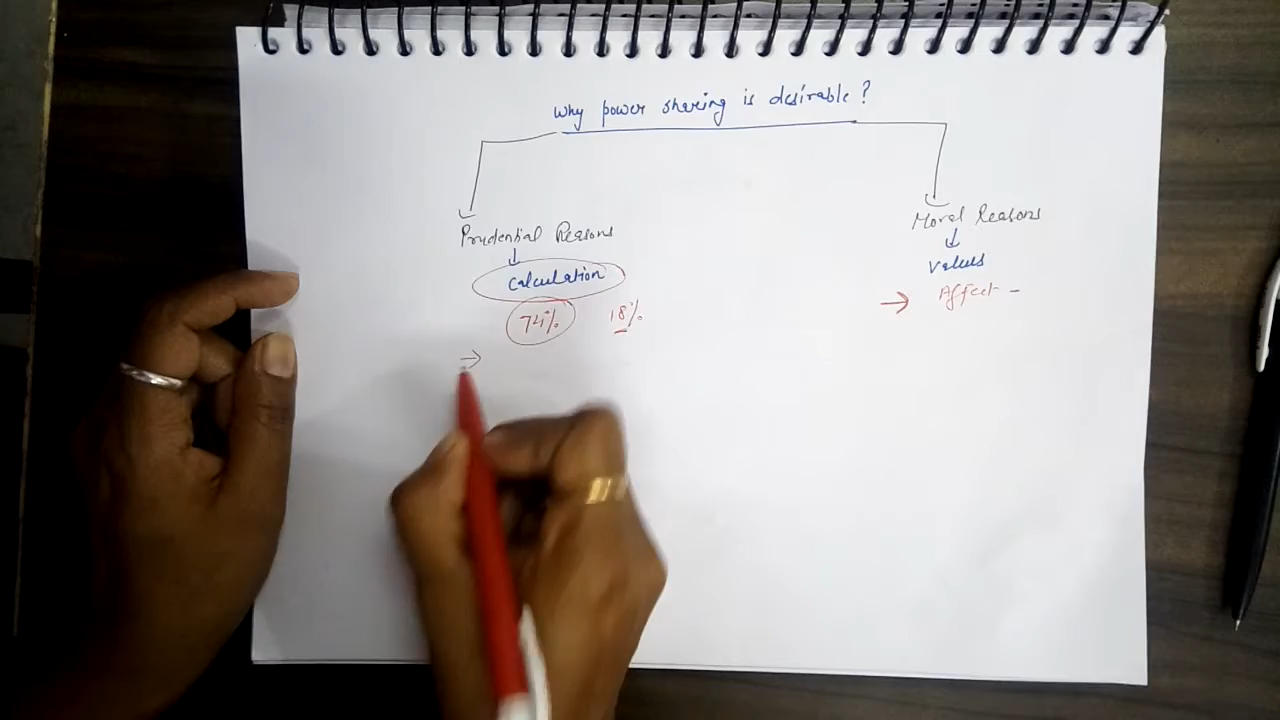 Why power sharing is desirable?
Prudential Reasons
Calculation
74% 18%
Moral Reasons
Values
Affect -